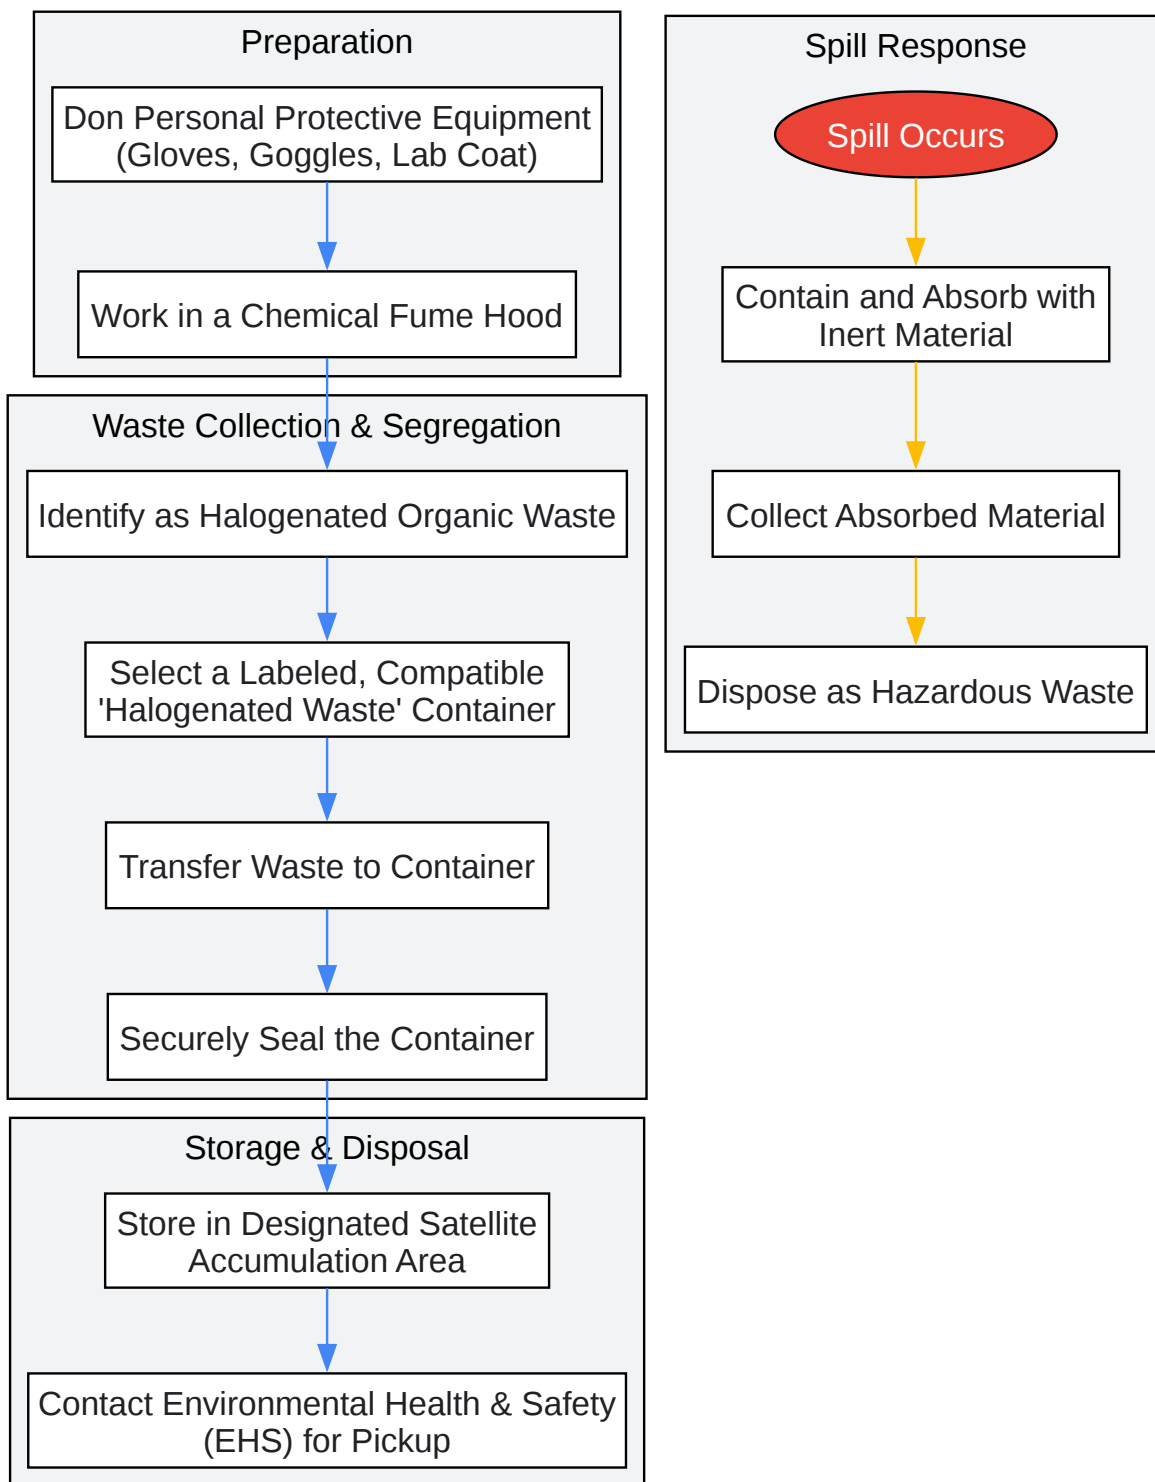 Preparation
Don Personal Protective Equipment
(Gloves, Goggles, Lab Coat)
Work in a Chemical Fume Hood
Waste Collection & Segregation
Identify as Halogenated Organic Waste
Select a Labeled, Compatible
'Halogenated Waste' Container
Transfer Waste to Container
Securely Seal the Container
Storage & Disposal
Store in Designated Satellite
Accumulation Area
Contact Environmental Health & Safety
(EHS) for Pickup
Spill Response
Spill Occurs
Contain and Absorb with
Inert Material
Collect Absorbed Material
Dispose as Hazardous Waste